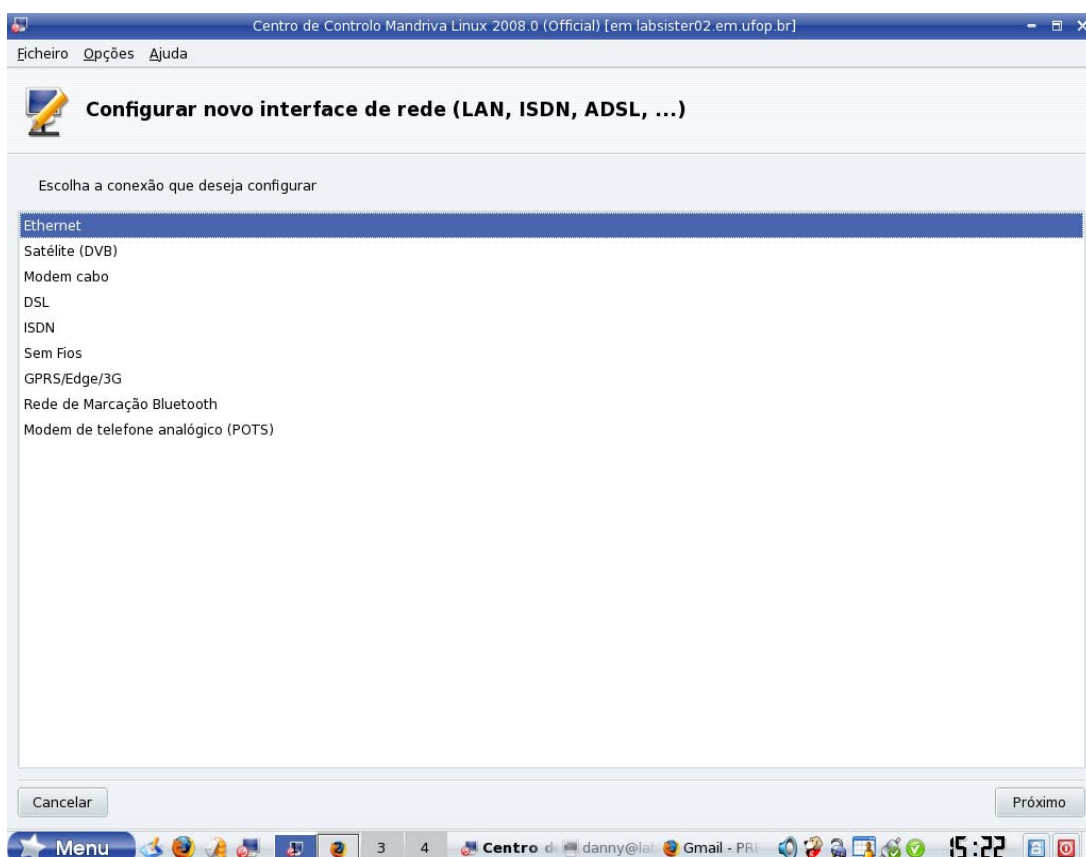 Centro de Controlo Mandriva Linux 2008.0 (Official) [em labsister02.em.ufop.br]
Ficheiro Opções Ajuda
Configurar novo interface de rede (LAN, ISDN, ADSL, ...)
Escolha a conexão que deseja configurar
Ethernet
Satélite (DVB)
Modem cabo
DSL
ISDN
Sem Fios
GPRS/Edge/3G
Rede de Marcação Bluetooth
Modem de telefone analógico (POTS)
Cancelar Próximo
Menu 3 4 Centro d danny@la Gmail - PR 15:22